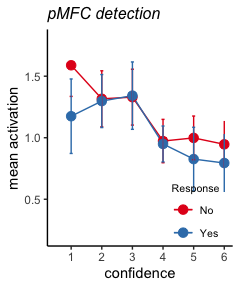 pMFC detection
mean activation
1.5
1.0
0.5
Response
No
Yes
1 2 3 4 5 6
confidence